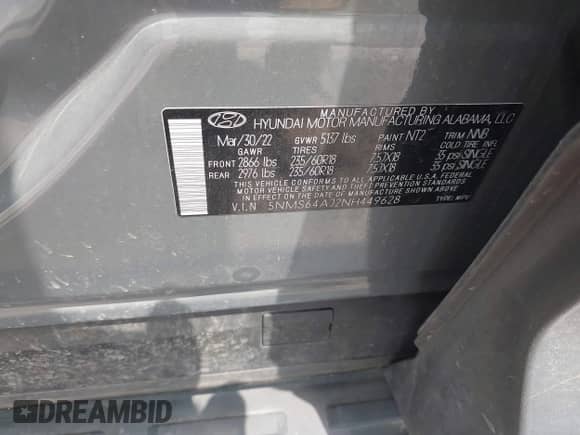 MANUFACTURED BY
HYUNDAI MOTOR MANUFACTURING ALABAMA, LLC
Mar/30/22 GVWR 5137 lbs PAINT NT2 TRIM NNB
GAWR TIRES RIMS COLD TIRE INFL
FRONT 2866 lbs 235/60R18 7.5JX18 35 psi SINGLE
REAR 2976 lbs 235/60R18 7.5JX18 35 psi SINGLE
THIS VEHICLE CONFORMS TO ALL APPLICABLE U.S.A. FEDERAL
MOTOR VEHICLE SAFETY AND THEFT PREVENTION STANDARDS
IN EFFECT ON THE DATE OF MANUFACTURE SHOWN ABOVE
V.I.N 5NMS64AJ2NH449628 TYPE: MPV
DREAMBID